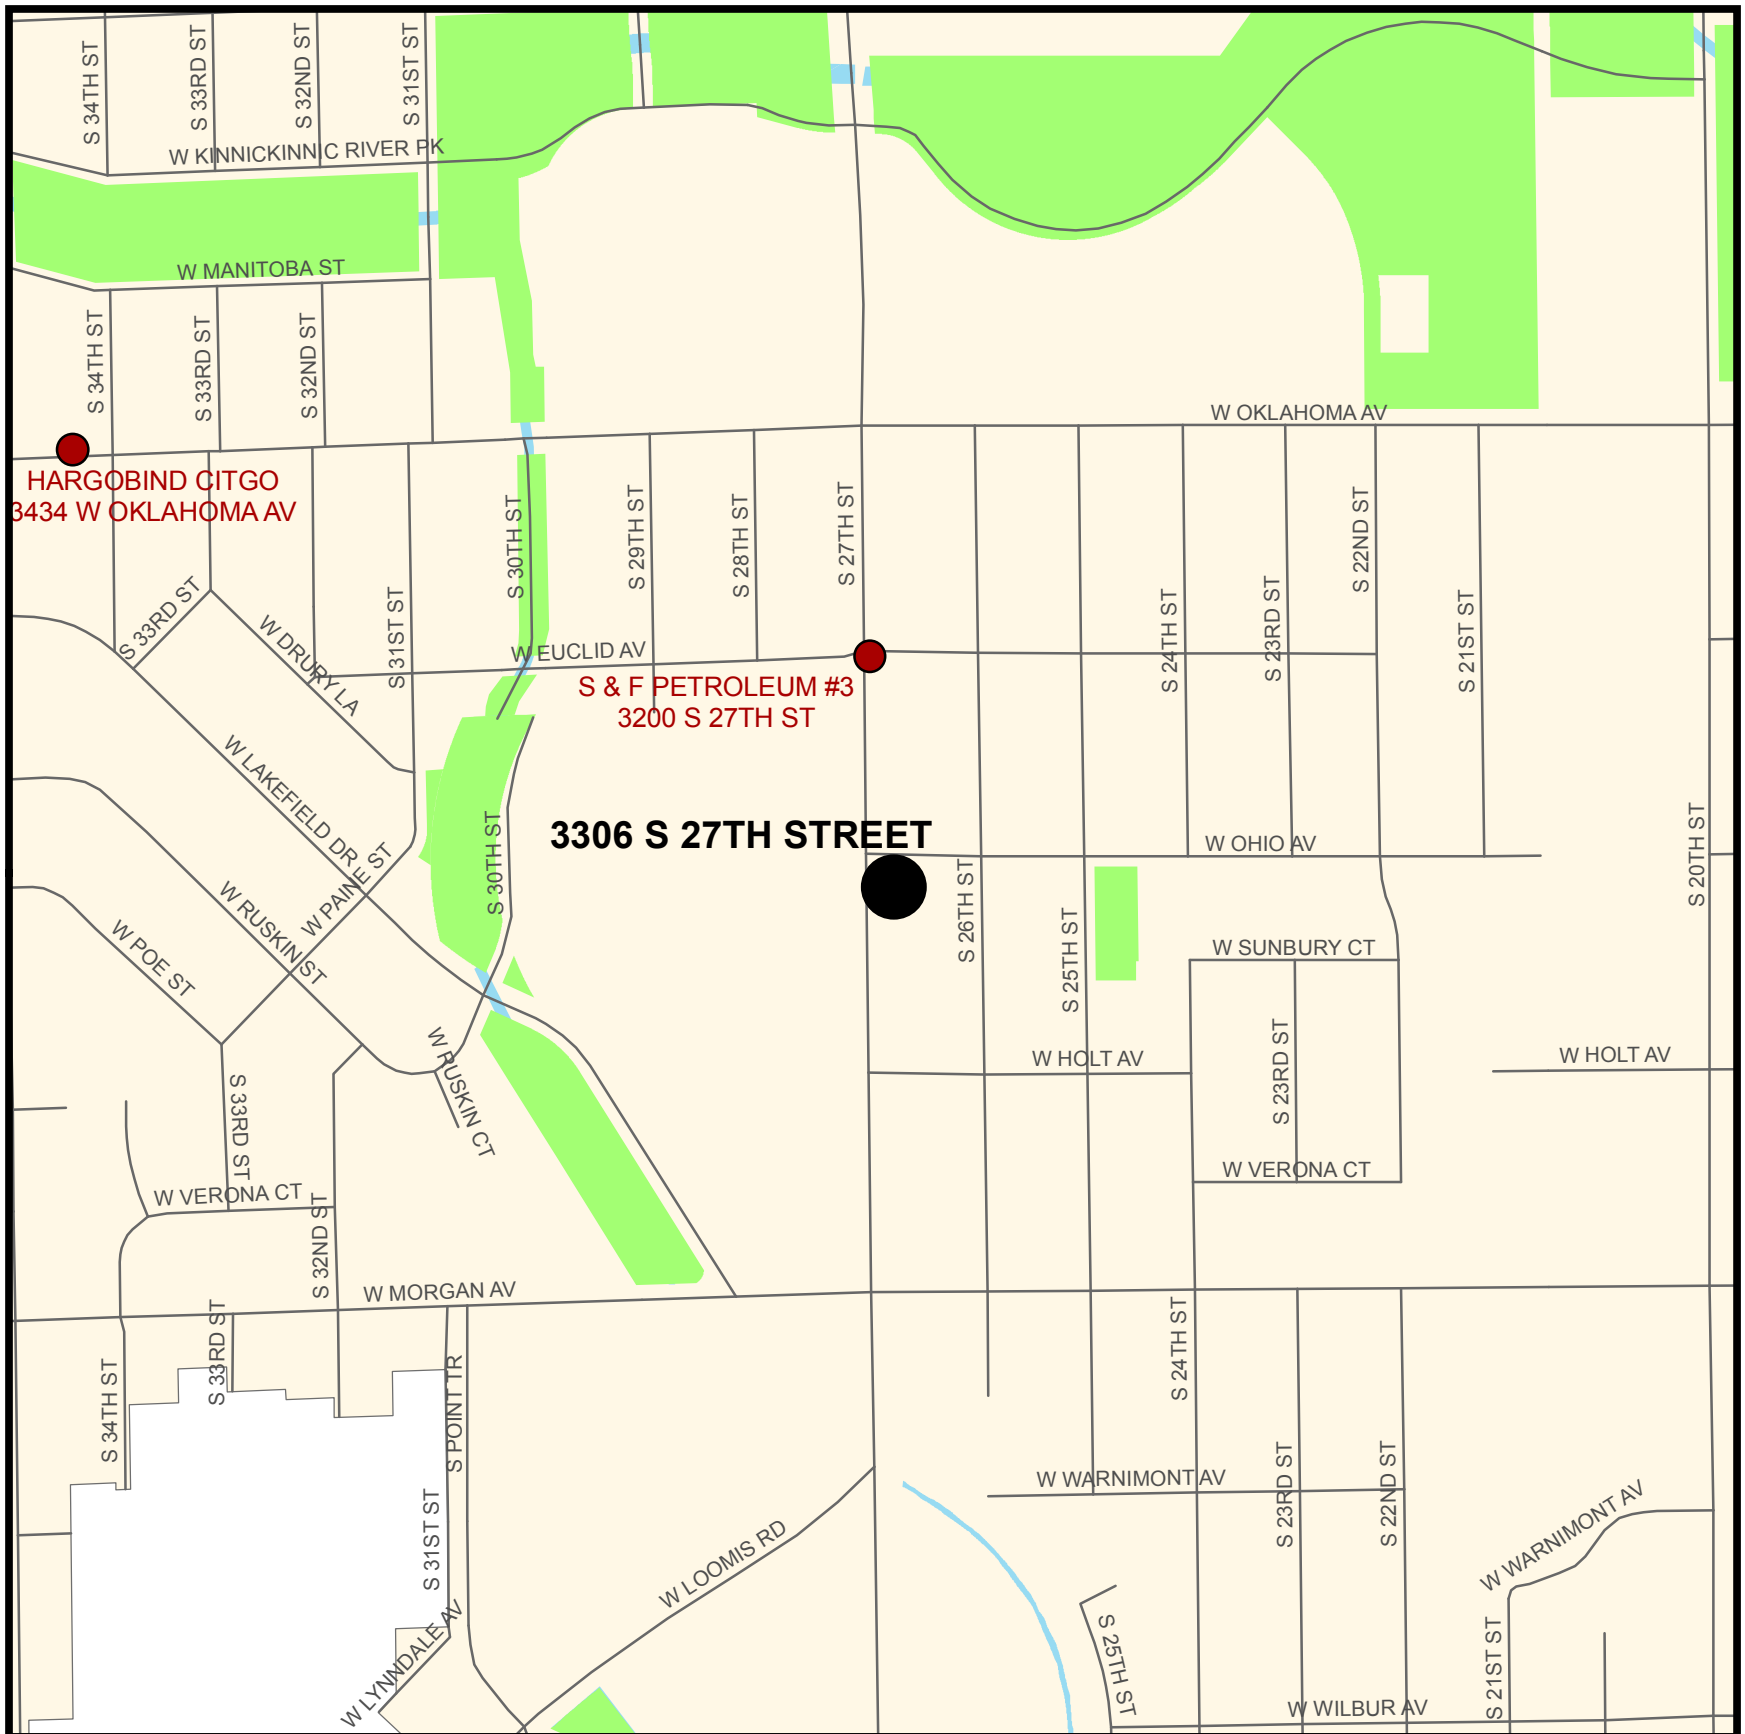 S 34TH ST
S 33RD ST
S 32ND ST
S 31ST ST
W KINNICKINNIC RIVER PK
W MANITOBA ST
S 34TH ST
S 33RD ST
S 32ND ST
W OKLAHOMA AV
HARGOBIND CITGO
3434 W OKLAHOMA AV
S 30TH ST
S 29TH ST
S 28TH ST
S 27TH ST
S 22ND ST
S 33RD ST
W DRURY LA
S 31ST ST
W EUCLID AV
S 24TH ST
S 23RD ST
S 21ST ST
S & F PETROLEUM #3
3200 S 27TH ST
W LAKEFIELD DR
3306 S 27TH STREET
W OHIO AV
S 20TH ST
W PAINE ST
S 30TH ST
S 26TH ST
W RUSKIN ST
W POE ST
S 25TH ST
W SUNBURY CT
W RUSKIN CT
W HOLT AV
S 23RD ST
W HOLT AV
S 33RD ST
W VERONA CT
W VERONA CT
S 32ND ST
W MORGAN AV
S 33RD ST
S 34TH ST
S POINT TR
S 24TH ST
S 31ST ST
W WARNIMONT AV
S 23RD ST
S 22ND ST
W WARNIMONT AV
W LOOMIS RD
W LYNNDALE AV
S 25TH ST
S 21ST ST
W WILBUR AV